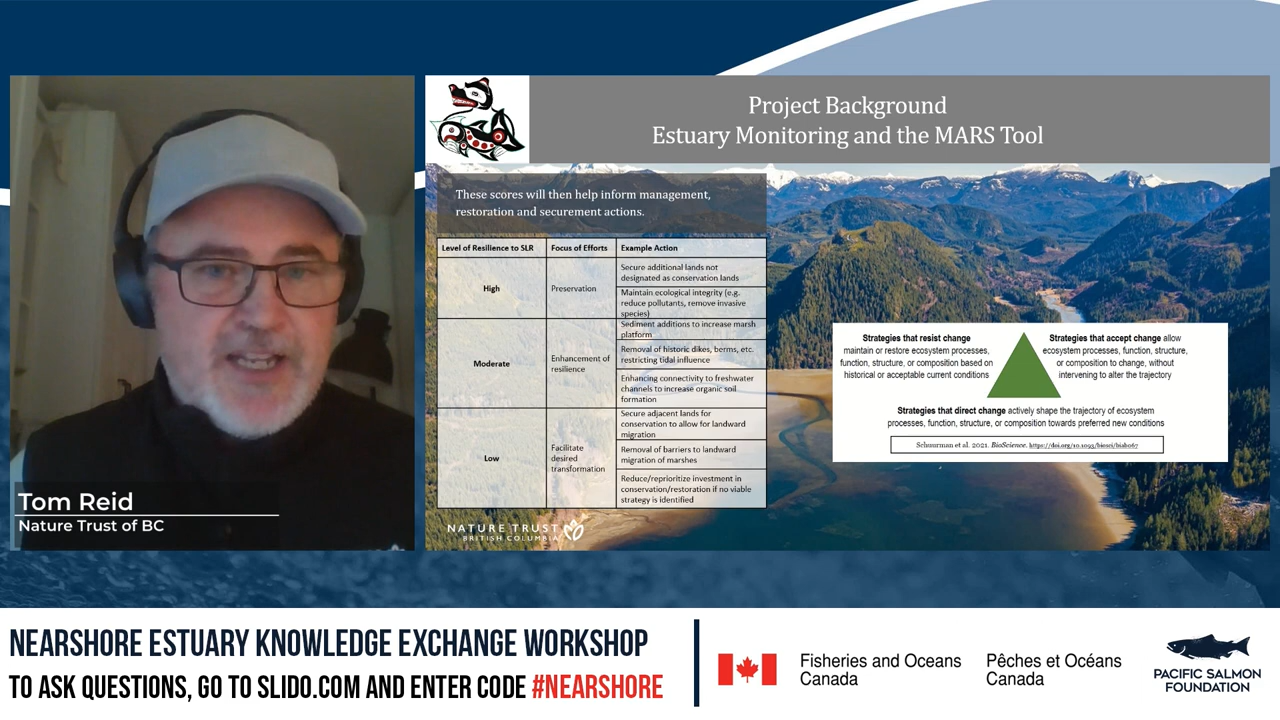 Project Background
Estuary Monitoring and the MARS Tool
These scores will then help inform management,
restoration and securement actions.
Level of Resilience to SLR
Focus of Efforts
Example Action
High
Preservation
Secure additional lands not
designated as conservation lands
Maintain ecological integrity (e.g.
reduce pollutants, remove invasive
species)
Moderate
Enhancement of
resilience
Sediment additions to increase marsh
platform
Removal of historic dikes, berms, etc.
restricting tidal influence
Enhancing connectivity to freshwater
channels to increase organic soil
formation
Low
Facilitate
desired
transformation
Secure adjacent lands for
conservation to allow for landward
migration
Removal of barriers to landward
migration of marshes
Reduce/reprioritize investment in
conservation/restoration if no viable
strategy is identified
Strategies that resist change
maintain or restore ecosystem processes,
function, structure, or composition based on
historical or acceptable current conditions
Strategies that accept change allow
ecosystem processes, function, structure,
or composition to change, without
intervening to alter the trajectory
Strategies that direct change actively shape the trajectory of ecosystem
processes, function, structure, or composition towards preferred new conditions
Schuurman et al. 2021. BioScience. https://doi.org/10.1093/biosci/biab067
NATURE TRUST
BRITISH COLUMBIA
Tom Reid
Nature Trust of BC
NEARSHORE ESTUARY KNOWLEDGE EXCHANGE WORKSHOP
TO ASK QUESTIONS, GO TO SLIDO.COM AND ENTER CODE #NEARSHORE
Fisheries and Oceans
Canada
Pêches et Océans
Canada
PACIFIC SALMON
FOUNDATION